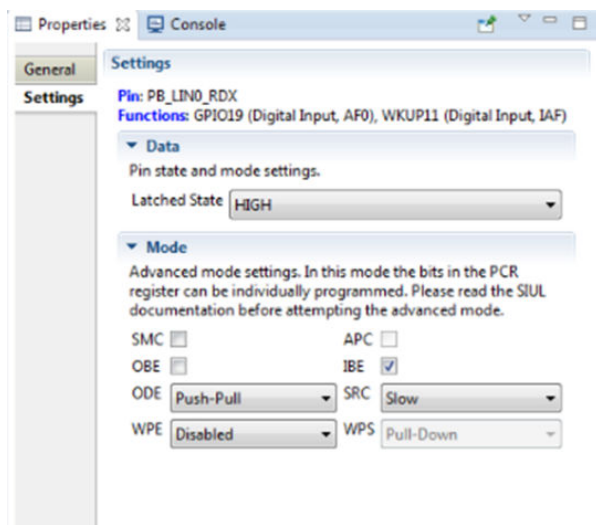 Properties Console
General
Settings
Settings
Pin: PB_LIN0_RDX
Functions: GPIO19 (Digital Input, AF0), WKUP11 (Digital Input, IAF)
Data
Pin state and mode settings.
Latched State HIGH
Mode
Advanced mode settings. In this mode the bits in the PCR
register can be individually programmed. Please read the SIUL
documentation before attempting the advanced mode.
SMC APC
OBE IBE
ODE Push-Pull SRC Slow
WPE Disabled WPS Pull-Down